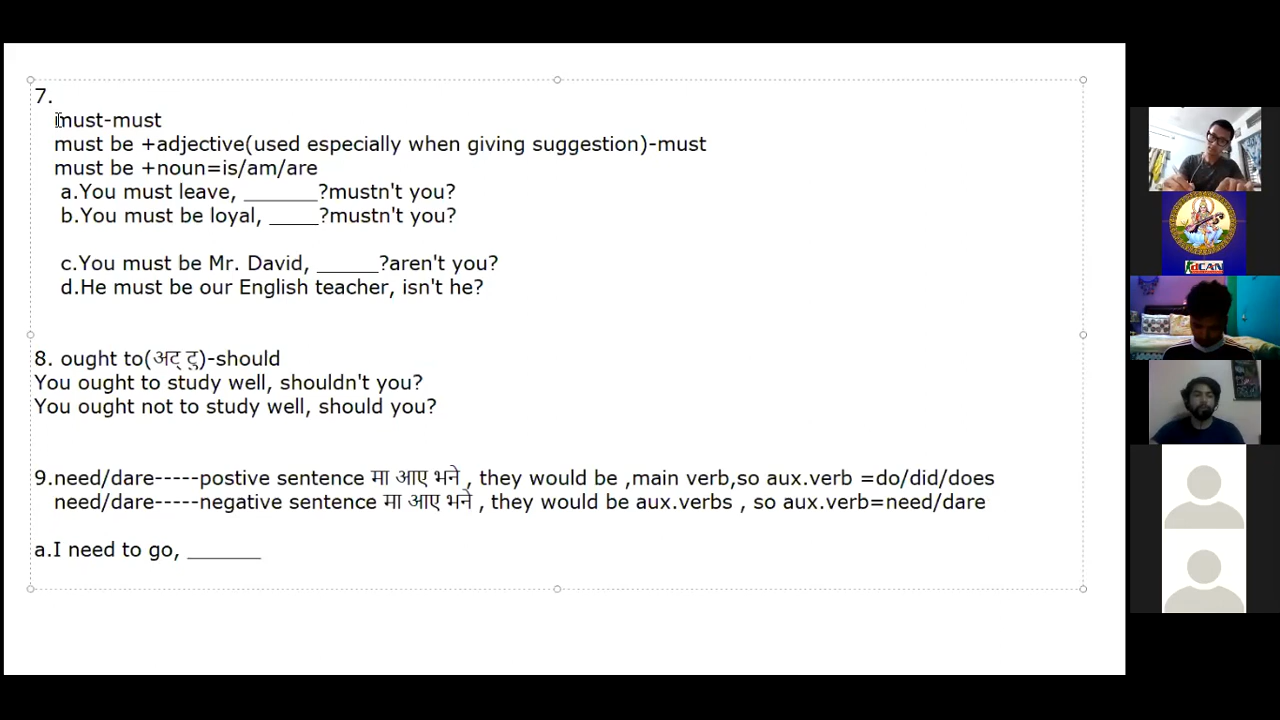 7.
must-must
must be +adjective(used especially when giving suggestion)-must
must be +noun=is/am/are
a.You must leave, _______?mustn't you?
b.You must be loyal, _____?mustn't you?
c.You must be Mr. David, ______?aren't you?
d.He must be our English teacher, isn't he?
8. ought to(अट् टु)-should
You ought to study well, shouldn't you?
You ought not to study well, should you?
9.need/dare-----postive sentence मा आए भने , they would be ,main verb,so aux.verb =do/did/does
need/dare-----negative sentence मा आए भने , they would be aux.verbs , so aux.verb=need/dare
a.I need to go, _______